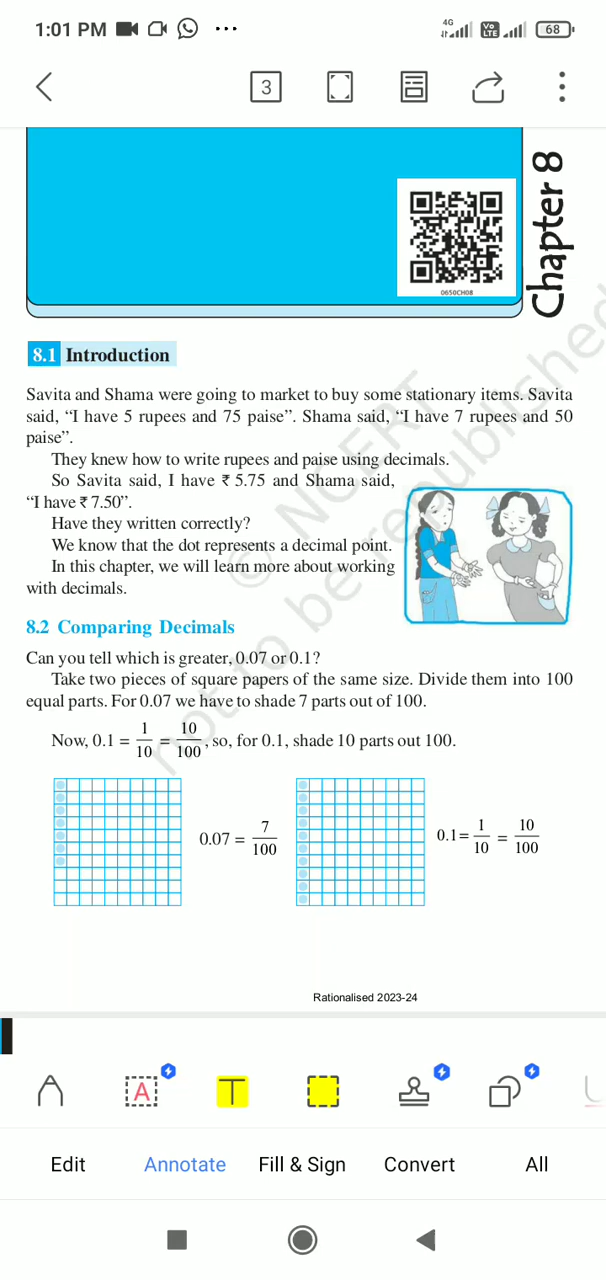 1:01 PM ...
4G
Vo
LTE
68
3
Chapter 8
0650CH08
8.1 Introduction
Savita and Shama were going to market to buy some stationary items. Savita
said, “I have 5 rupees and 75 paise”. Shama said, “I have 7 rupees and 50
paise”.
They knew how to write rupees and paise using decimals.
So Savita said, I have ₹ 5.75 and Shama said,
“I have ₹ 7.50”.
Have they written correctly?
We know that the dot represents a decimal point.
In this chapter, we will learn more about working
with decimals.
8.2 Comparing Decimals
Can you tell which is greater, 0.07 or 0.1?
Take two pieces of square papers of the same size. Divide them into 100
equal parts. For 0.07 we have to shade 7 parts out of 100.
Now, 0.1 = 1/10 = 10/100, so, for 0.1, shade 10 parts out 100.
0.07 = 7/100
0.1= 1/10 = 10/100
© NCERT
not to be republished
Rationalised 2023-24
A
T
Edit
Annotate
Fill & Sign
Convert
All